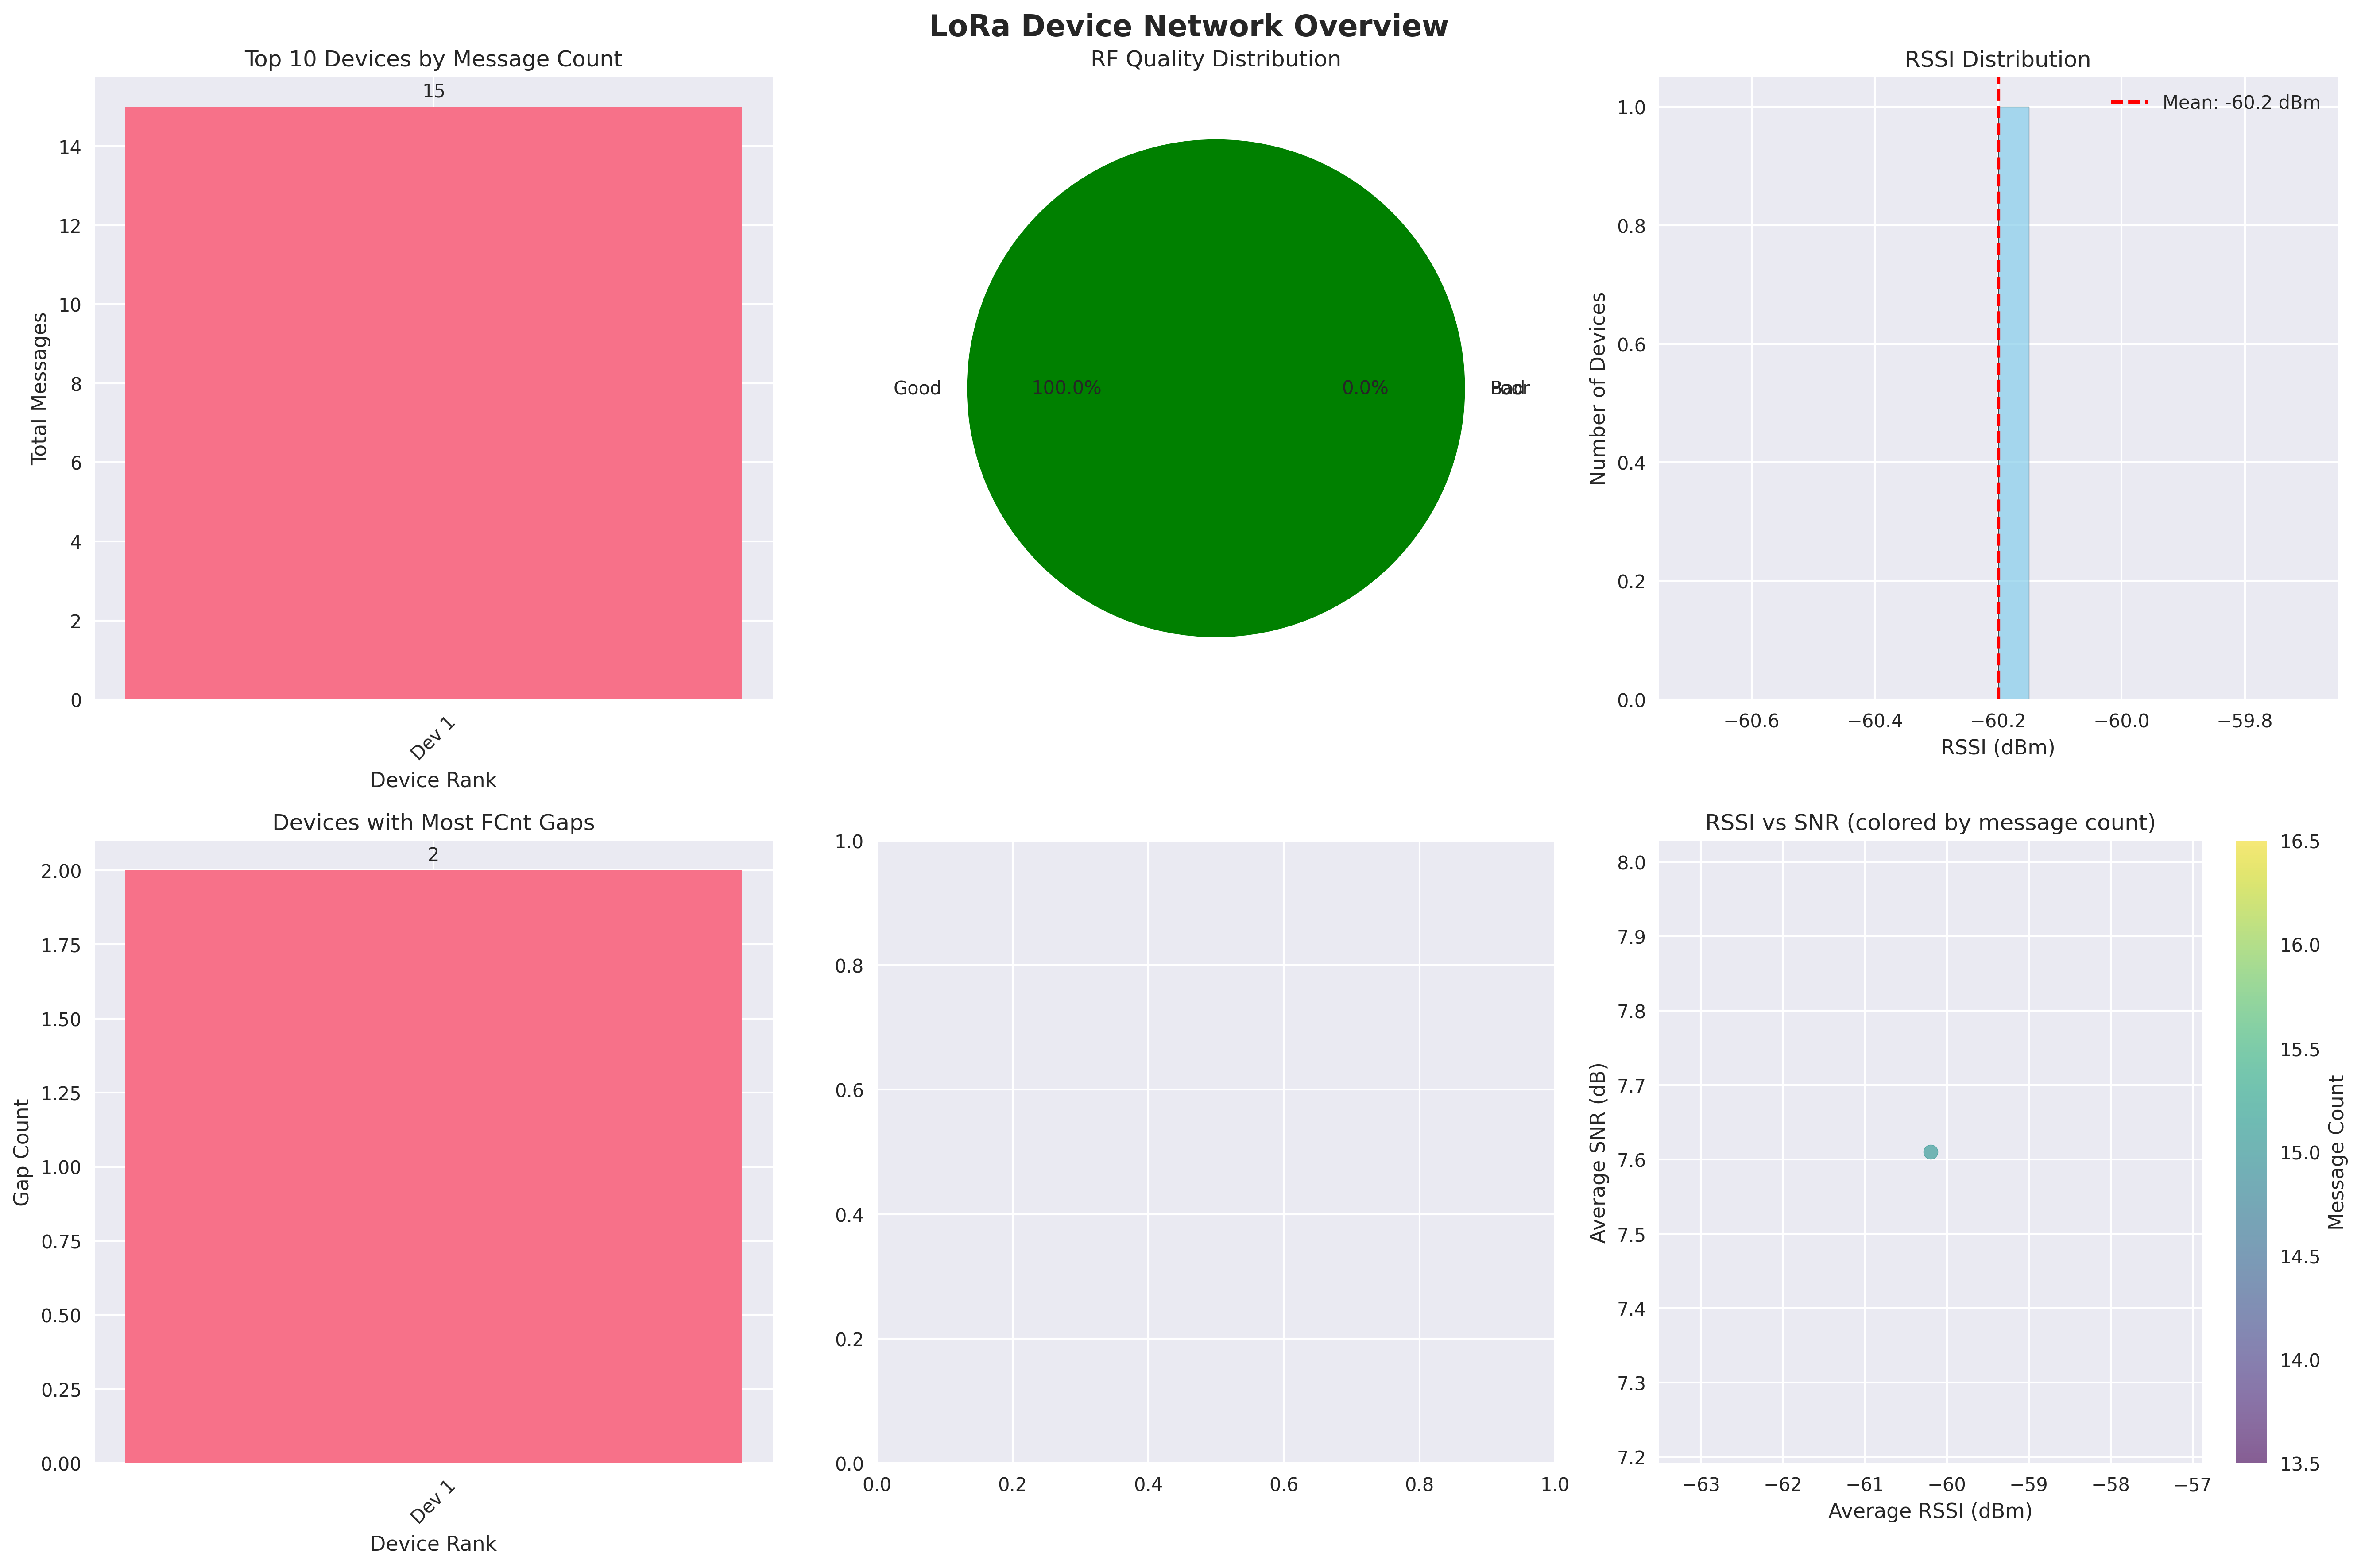 LoRa Device Network Overview
Top 10 Devices by Message Count
15
14
12
10
8
6
4
2
0
Total Messages
Dev 1
Device Rank
RF Quality Distribution
Good
100.0%
0.0%
Bad
Poor
RSSI Distribution
Mean: -60.2 dBm
1.0
0.8
0.6
0.4
0.2
0.0
Number of Devices
−60.6 −60.4 −60.2 −60.0 −59.8
RSSI (dBm)
Devices with Most FCnt Gaps
2
2.00
1.75
1.50
1.25
1.00
0.75
0.50
0.25
0.00
Gap Count
Dev 1
Device Rank
1.0
0.8
0.6
0.4
0.2
0.0
0.0 0.2 0.4 0.6 0.8 1.0
RSSI vs SNR (colored by message count)
8.0
7.9
7.8
7.7
7.6
7.5
7.4
7.3
7.2
Average SNR (dB)
−63 −62 −61 −60 −59 −58 −57
Average RSSI (dBm)
16.5
16.0
15.5
15.0
14.5
14.0
13.5
Message Count